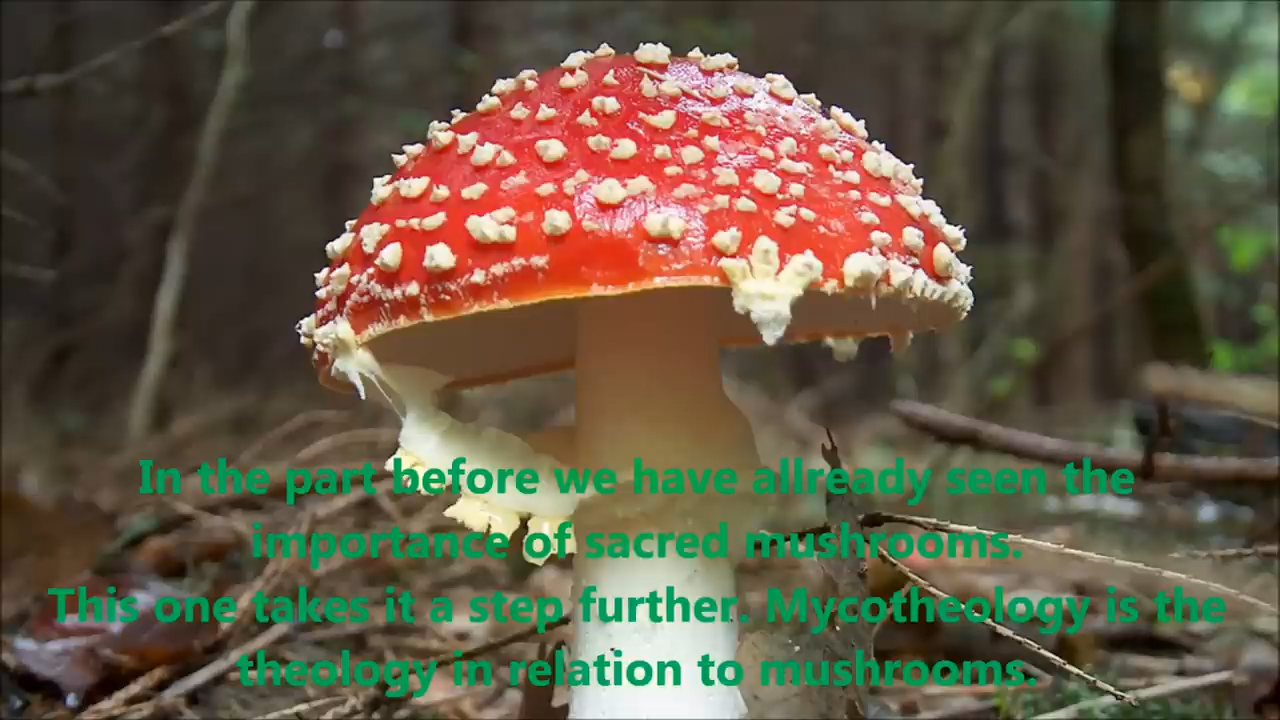 In the part before we have allready seen the
importance of sacred mushrooms.
This one takes it a step further. Mycotheology is the
theology in relation to mushrooms.